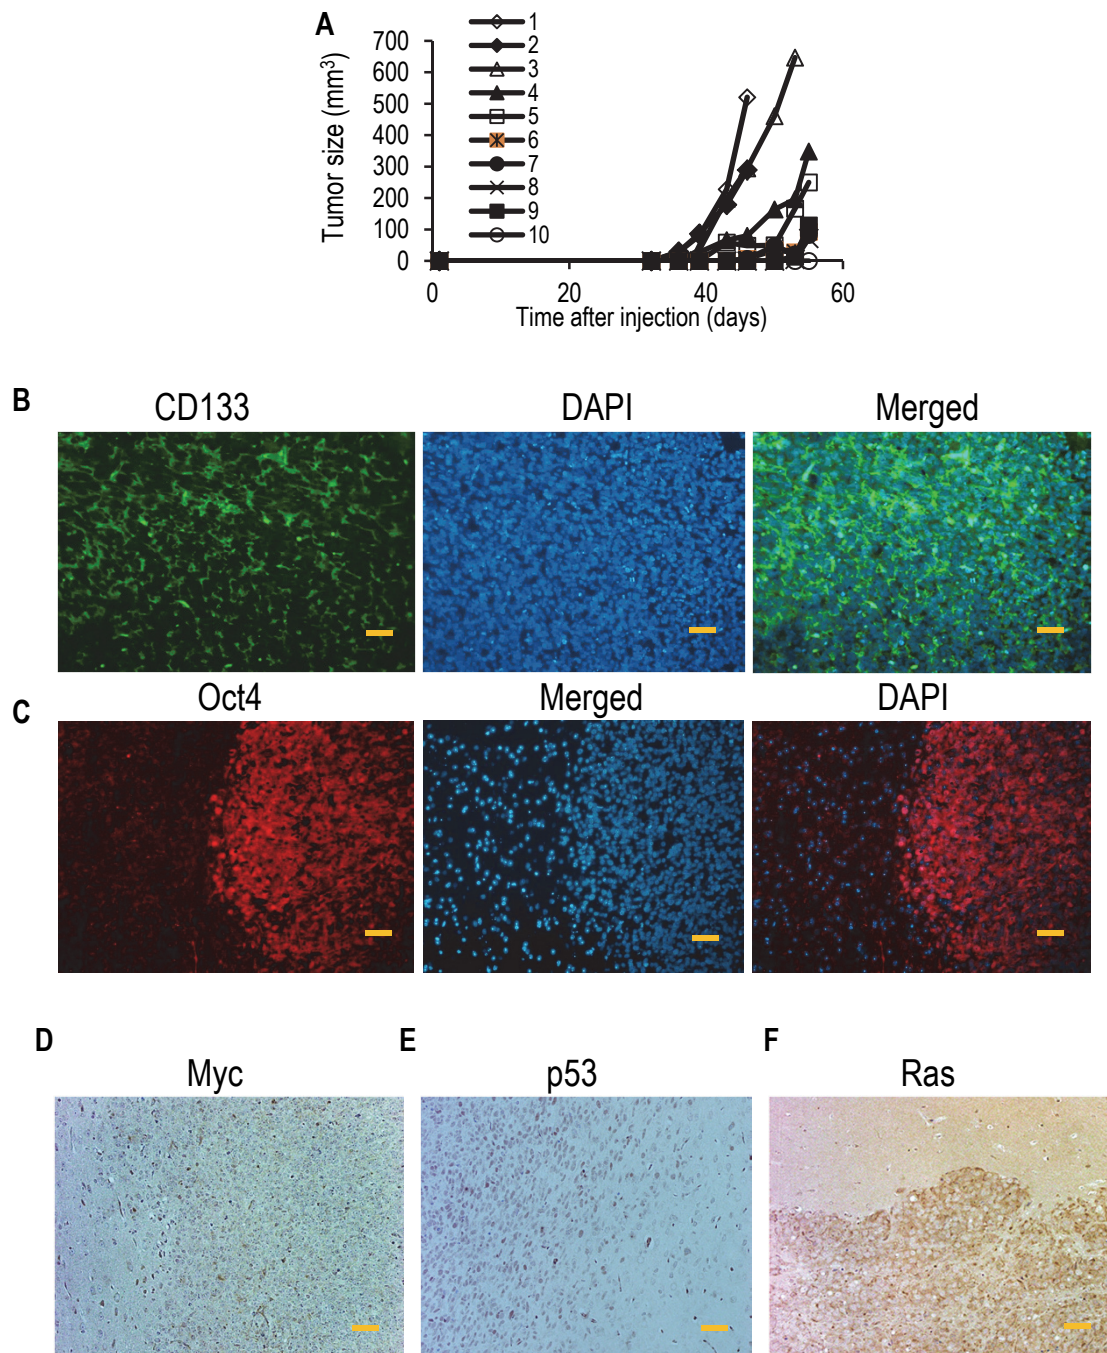 A
1
2
3
4
5
6
7
8
9
10
Tumor size (mm³)
700
600
500
400
300
200
100
0
0 20 40 60
Time after injection (days)
B
CD133 DAPI Merged
C
Oct4 Merged DAPI
D E F
Myc p53 Ras